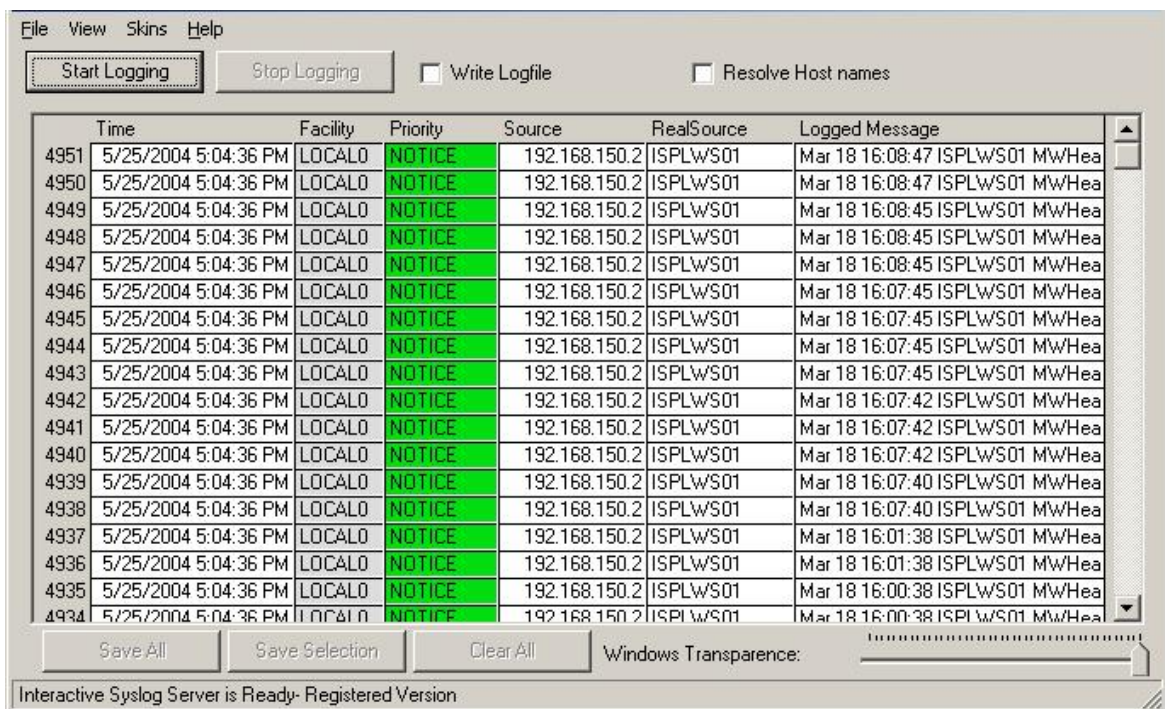 File View Skins Help
Start Logging Stop Logging Write Logfile Resolve Host names
Time Facility Priority Source RealSource Logged Message
4951 5/25/2004 5:04:36 PM LOCAL0 NOTICE 192.168.150.2 ISPLWS01 Mar 18 16:08:47 ISPLWS01 MWHea
4950 5/25/2004 5:04:36 PM LOCAL0 NOTICE 192.168.150.2 ISPLWS01 Mar 18 16:08:47 ISPLWS01 MWHea
4949 5/25/2004 5:04:36 PM LOCAL0 NOTICE 192.168.150.2 ISPLWS01 Mar 18 16:08:45 ISPLWS01 MWHea
4948 5/25/2004 5:04:36 PM LOCAL0 NOTICE 192.168.150.2 ISPLWS01 Mar 18 16:08:45 ISPLWS01 MWHea
4947 5/25/2004 5:04:36 PM LOCAL0 NOTICE 192.168.150.2 ISPLWS01 Mar 18 16:08:45 ISPLWS01 MWHea
4946 5/25/2004 5:04:36 PM LOCAL0 NOTICE 192.168.150.2 ISPLWS01 Mar 18 16:07:45 ISPLWS01 MWHea
4945 5/25/2004 5:04:36 PM LOCAL0 NOTICE 192.168.150.2 ISPLWS01 Mar 18 16:07:45 ISPLWS01 MWHea
4944 5/25/2004 5:04:36 PM LOCAL0 NOTICE 192.168.150.2 ISPLWS01 Mar 18 16:07:45 ISPLWS01 MWHea
4943 5/25/2004 5:04:36 PM LOCAL0 NOTICE 192.168.150.2 ISPLWS01 Mar 18 16:07:45 ISPLWS01 MWHea
4942 5/25/2004 5:04:36 PM LOCAL0 NOTICE 192.168.150.2 ISPLWS01 Mar 18 16:07:42 ISPLWS01 MWHea
4941 5/25/2004 5:04:36 PM LOCAL0 NOTICE 192.168.150.2 ISPLWS01 Mar 18 16:07:42 ISPLWS01 MWHea
4940 5/25/2004 5:04:36 PM LOCAL0 NOTICE 192.168.150.2 ISPLWS01 Mar 18 16:07:42 ISPLWS01 MWHea
4939 5/25/2004 5:04:36 PM LOCAL0 NOTICE 192.168.150.2 ISPLWS01 Mar 18 16:07:40 ISPLWS01 MWHea
4938 5/25/2004 5:04:36 PM LOCAL0 NOTICE 192.168.150.2 ISPLWS01 Mar 18 16:07:40 ISPLWS01 MWHea
4937 5/25/2004 5:04:36 PM LOCAL0 NOTICE 192.168.150.2 ISPLWS01 Mar 18 16:01:38 ISPLWS01 MWHea
4936 5/25/2004 5:04:36 PM LOCAL0 NOTICE 192.168.150.2 ISPLWS01 Mar 18 16:01:38 ISPLWS01 MWHea
4935 5/25/2004 5:04:36 PM LOCAL0 NOTICE 192.168.150.2 ISPLWS01 Mar 18 16:00:38 ISPLWS01 MWHea
4934 5/25/2004 5:04:36 PM LOCAL0 NOTICE 192.168.150.2 ISPLWS01 Mar 18 16:00:38 ISPLWS01 MWHea
Save All Save Selection Clear All Windows Transparence:
Interactive Syslog Server is Ready- Registered Version